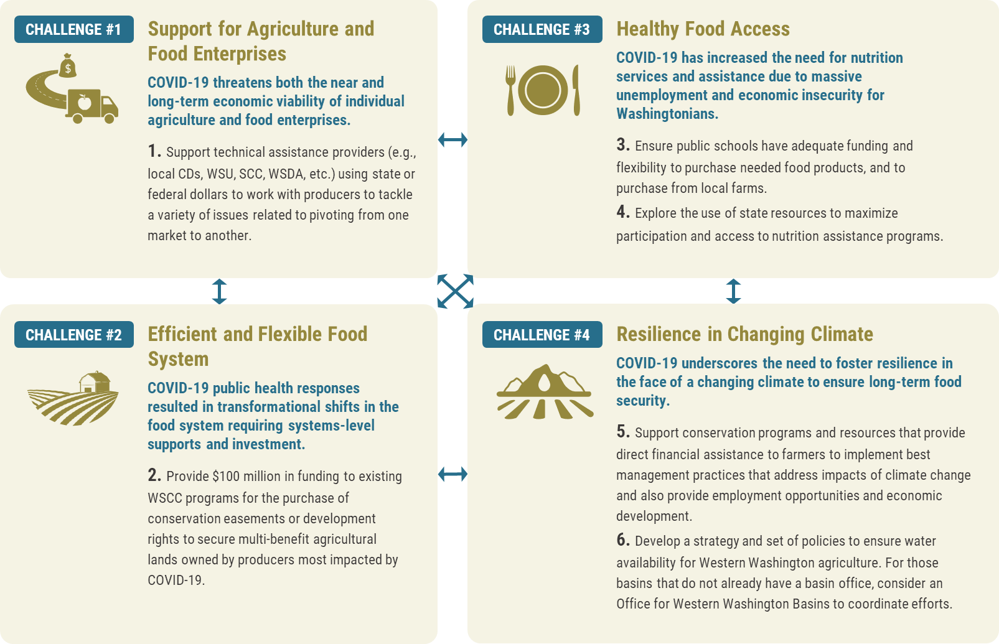 CHALLENGE #1
Support for Agriculture and
Food Enterprises
$
COVID-19 threatens both the near and
long-term economic viability of individual
agriculture and food enterprises.
1. Support technical assistance providers (e.g.,
local CDs, WSU, SCC, WSDA, etc.) using state or
federal dollars to work with producers to tackle
a variety of issues related to pivoting from one
market to another.
CHALLENGE #3
Healthy Food Access
COVID-19 has increased the need for nutrition
services and assistance due to massive
unemployment and economic insecurity for
Washingtonians.
3. Ensure public schools have adequate funding and
flexibility to purchase needed food products, and to
purchase from local farms.
4. Explore the use of state resources to maximize
participation and access to nutrition assistance programs.
CHALLENGE #2
Efficient and Flexible Food
System
COVID-19 public health responses
resulted in transformational shifts in the
food system requiring systems-level
supports and investment.
2. Provide $100 million in funding to existing
WSCC programs for the purchase of
conservation easements or development
rights to secure multi-benefit agricultural
lands owned by producers most impacted by
COVID-19.
CHALLENGE #4
Resilience in Changing Climate
COVID-19 underscores the need to foster resilience in
the face of a changing climate to ensure long-term food
security.
5. Support conservation programs and resources that provide
direct financial assistance to farmers to implement best
management practices that address impacts of climate change
and also provide employment opportunities and economic
development.
6. Develop a strategy and set of policies to ensure water
availability for Western Washington agriculture. For those
basins that do not already have a basin office, consider an
Office for Western Washington Basins to coordinate efforts.